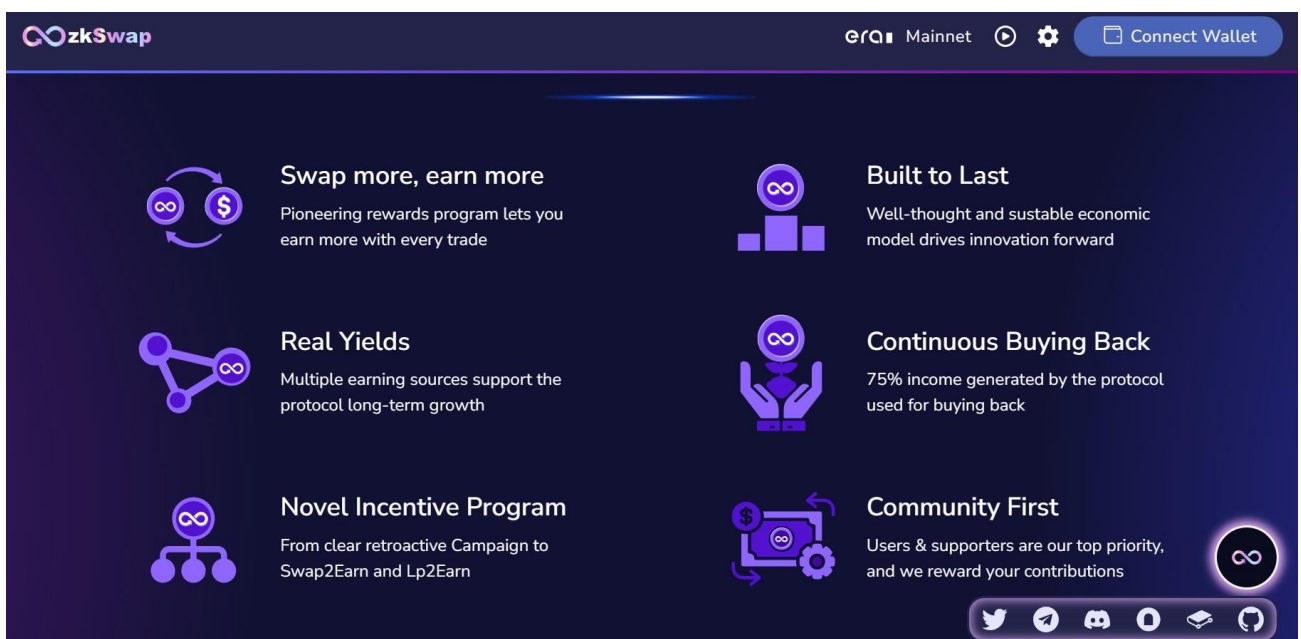 zkSwap
era Mainnet
Connect Wallet
Swap more, earn more
Pioneering rewards program lets you
earn more with every trade
Built to Last
Well-thought and sustable economic
model drives innovation forward
Real Yields
Multiple earning sources support the
protocol long-term growth
Continuous Buying Back
75% income generated by the protocol
used for buying back
Novel Incentive Program
From clear retroactive Campaign to
Swap2Earn and Lp2Earn
Community First
Users & supporters are our top priority,
and we reward your contributions